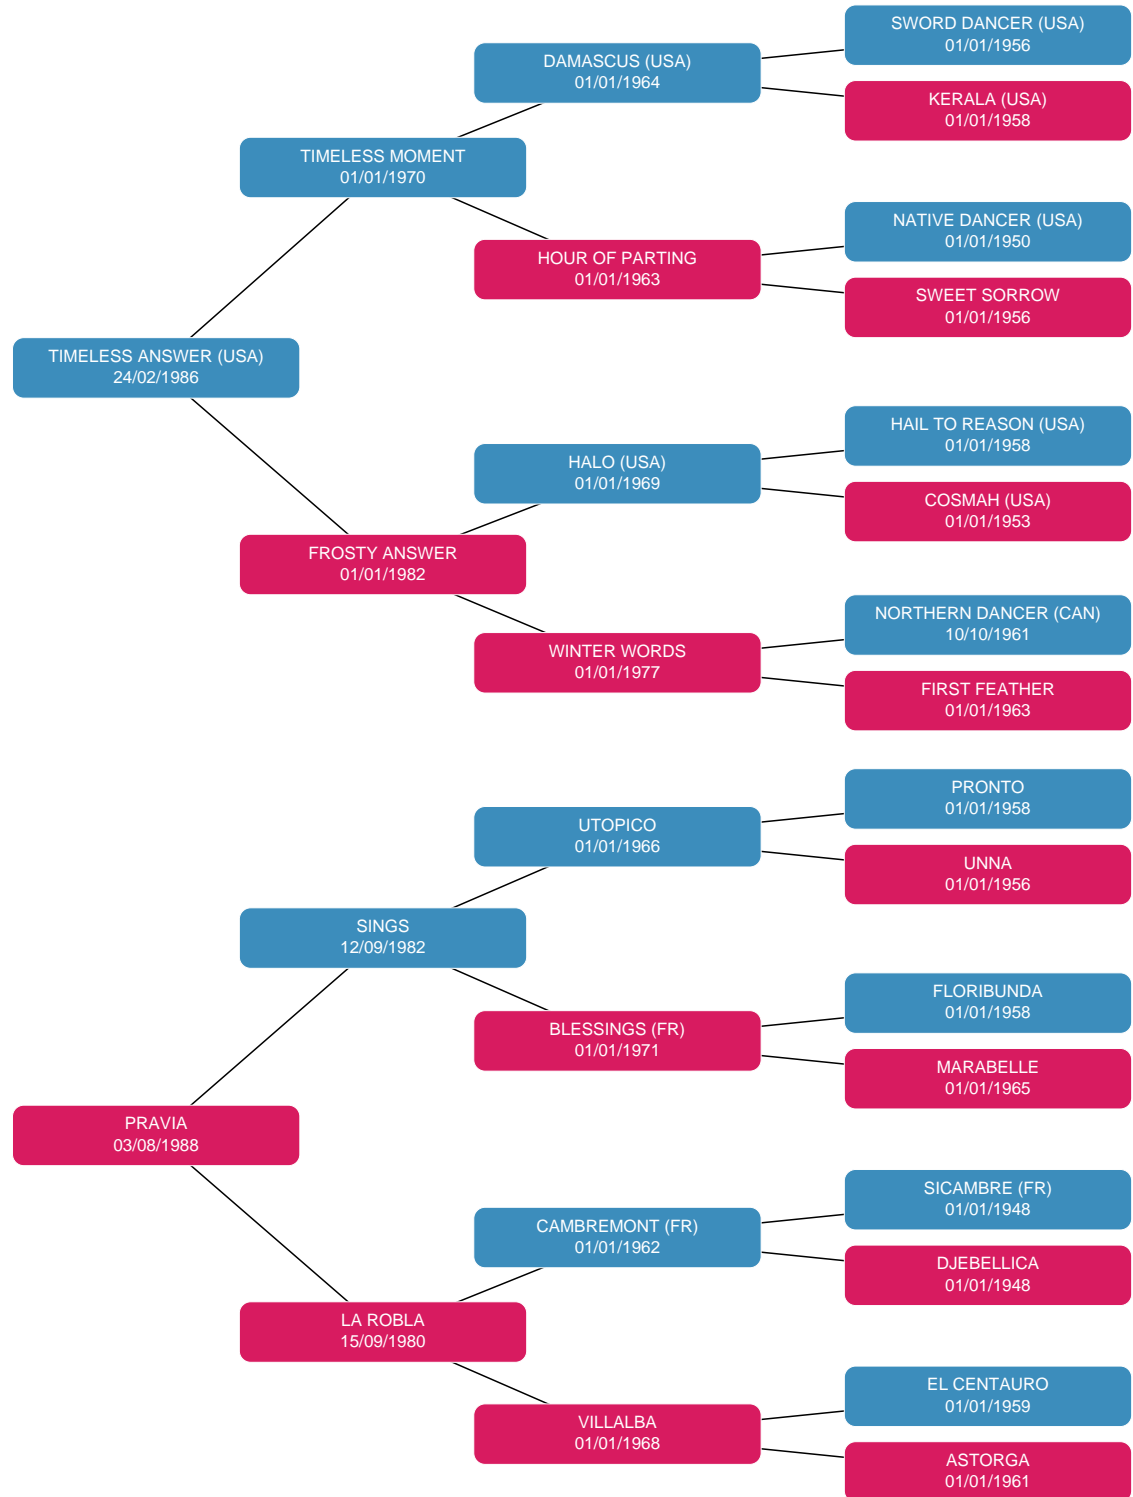 SWORD DANCER (USA)
01/01/1956
DAMASCUS (USA)
01/01/1964
KERALA (USA)
01/01/1958
TIMELESS MOMENT
01/01/1970
NATIVE DANCER (USA)
01/01/1950
HOUR OF PARTING
01/01/1963
SWEET SORROW
01/01/1956
TIMELESS ANSWER (USA)
24/02/1986
HAIL TO REASON (USA)
01/01/1958
HALO (USA)
01/01/1969
COSMAH (USA)
01/01/1953
FROSTY ANSWER
01/01/1982
NORTHERN DANCER (CAN)
10/10/1961
WINTER WORDS
01/01/1977
FIRST FEATHER
01/01/1963
PRONTO
01/01/1958
UTOPICO
01/01/1966
UNNA
01/01/1956
SINGS
12/09/1982
FLORIBUNDA
01/01/1958
BLESSINGS (FR)
01/01/1971
MARABELLE
01/01/1965
PRAVIA
03/08/1988
SICAMBRE (FR)
01/01/1948
CAMBREMONT (FR)
01/01/1962
DJEBELLICA
01/01/1948
LA ROBLA
15/09/1980
EL CENTAURO
01/01/1959
VILLALBA
01/01/1968
ASTORGA
01/01/1961